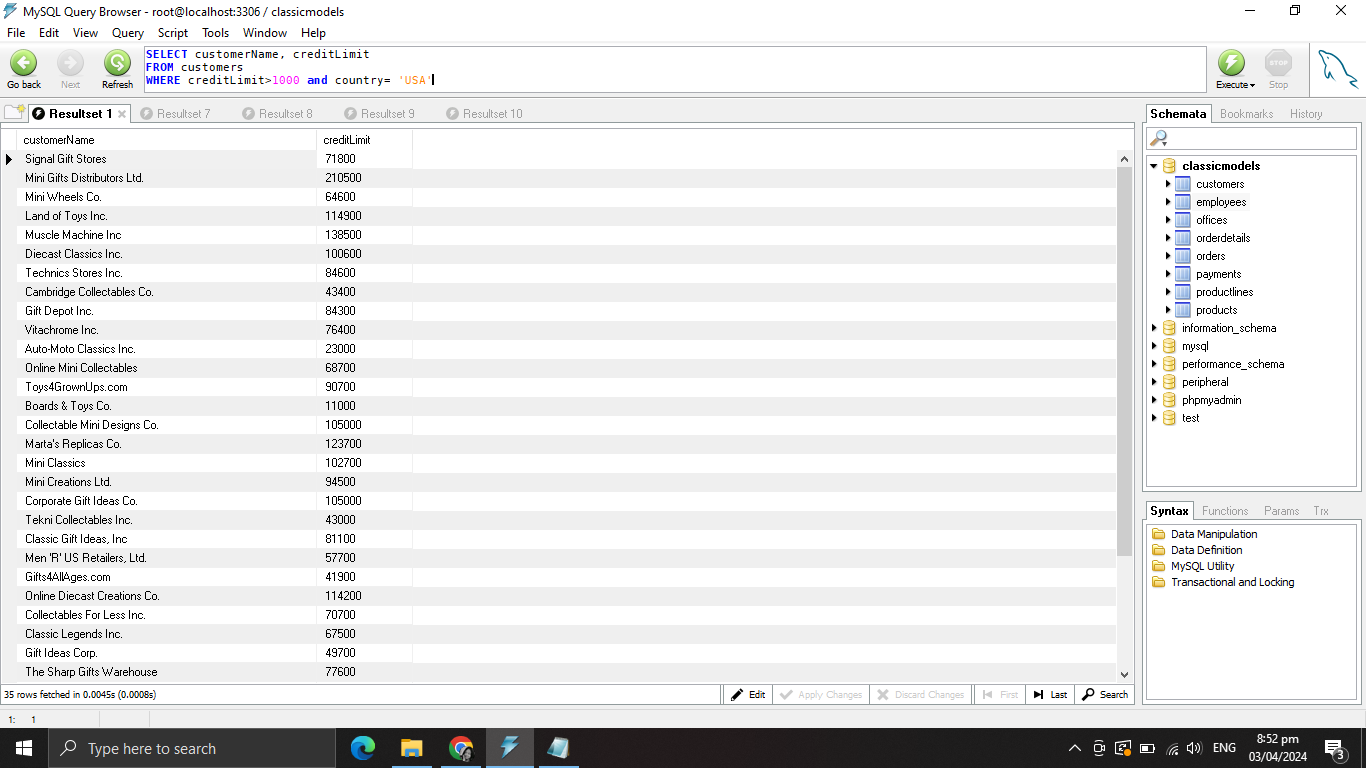 MySQL Query Browser - root@localhost:3306 / classicmodels
File Edit View Query Script Tools Window Help
Go back Next Refresh
SELECT customerName, creditLimit
FROM customers
WHERE creditLimit>1000 and country= 'USA'
Execute STOP Stop
Resultset 1 Resultset 7 Resultset 8 Resultset 9 Resultset 10
customerName creditLimit
Signal Gift Stores 71800
Mini Gifts Distributors Ltd. 210500
Mini Wheels Co. 64600
Land of Toys Inc. 114900
Muscle Machine Inc 138500
Diecast Classics Inc. 100600
Technics Stores Inc. 84600
Cambridge Collectables Co. 43400
Gift Depot Inc. 84300
Vitachrome Inc. 76400
Auto-Moto Classics Inc. 23000
Online Mini Collectables 68700
Toys4GrownUps.com 90700
Boards & Toys Co. 11000
Collectable Mini Designs Co. 105000
Marta's Replicas Co. 123700
Mini Classics 102700
Mini Creations Ltd. 94500
Corporate Gift Ideas Co. 105000
Tekni Collectables Inc. 43000
Classic Gift Ideas, Inc 81100
Men 'R' US Retailers, Ltd. 57700
Gifts4AllAges.com 41900
Online Diecast Creations Co. 114200
Collectables For Less Inc. 70700
Classic Legends Inc. 67500
Gift Ideas Corp. 49700
The Sharp Gifts Warehouse 77600
35 rows fetched in 0.0045s (0.0008s)
Edit Apply Changes Discard Changes First Last Search
1: 1
Schemata Bookmarks History
classicmodels
customers
employees
offices
orderdetails
orders
payments
productlines
products
information_schema
mysql
performance_schema
peripheral
phpmyadmin
test
Syntax Functions Params Trx
Data Manipulation
Data Definition
MySQL Utility
Transactional and Locking
Type here to search
ENG
8:52 pm
03/04/2024
3